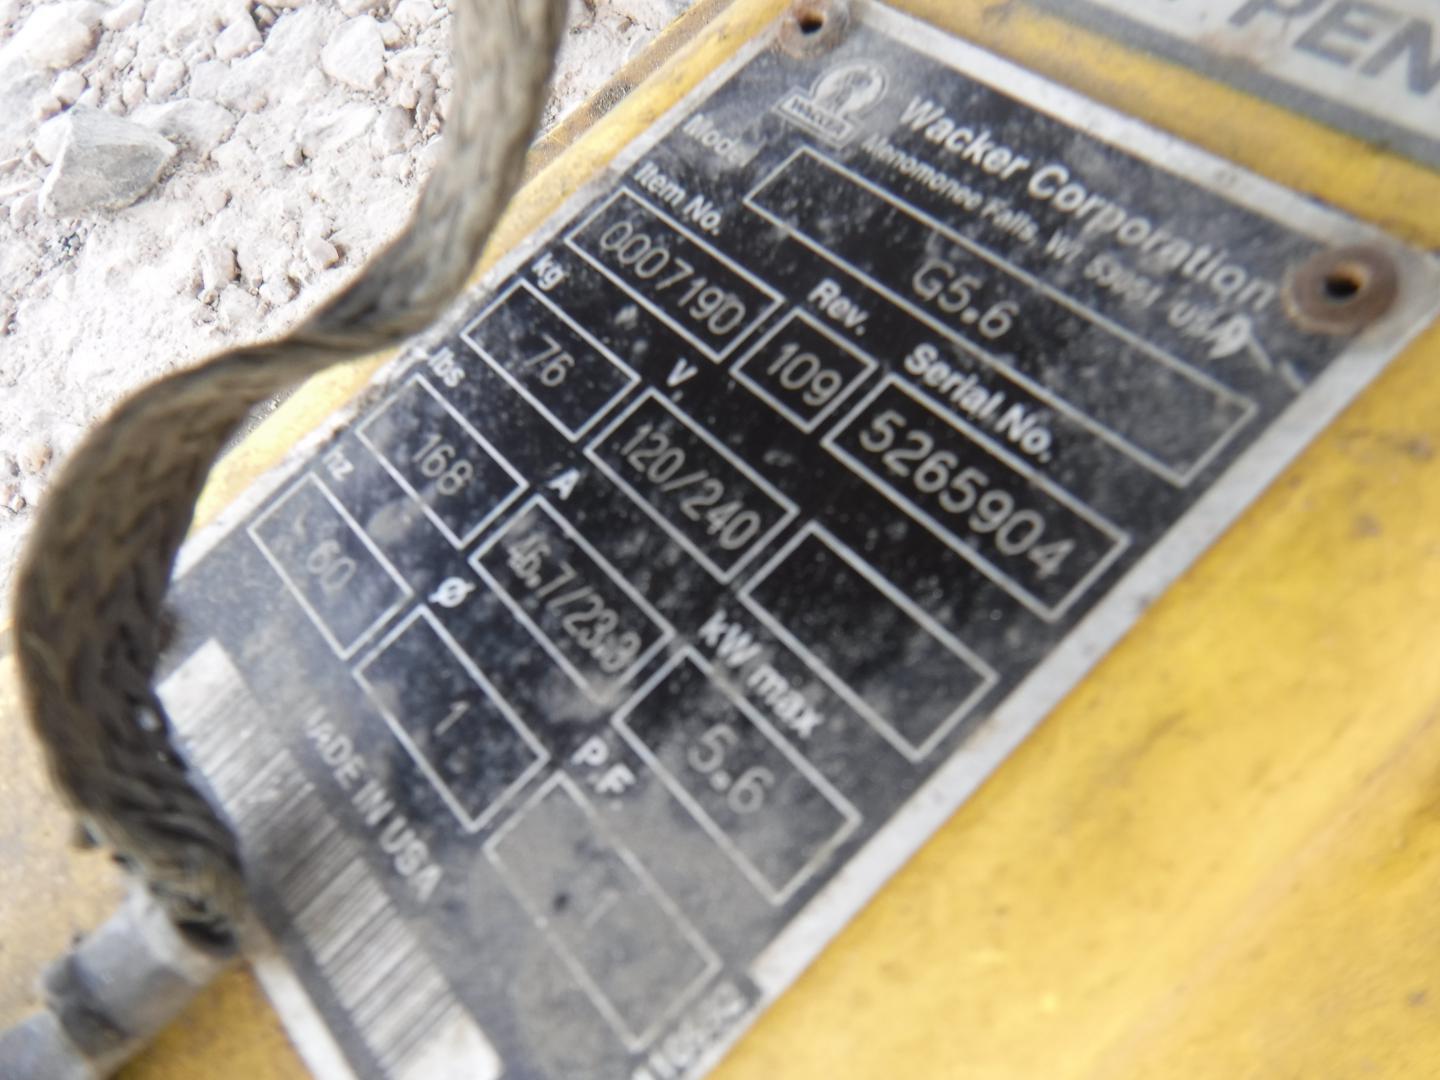 PEN
WACKER
Wacker Corporation
Menomonee Falls, WI 53051 USA
Model
G5.6
Item No.
Rev.
Serial.No.
0007190
109
5265904
kg
V
76
120/240
lbs
A
kW max
168
46.7/23.3
5.6
hz
Ø
P.F.
60
1
1
MADE IN USA